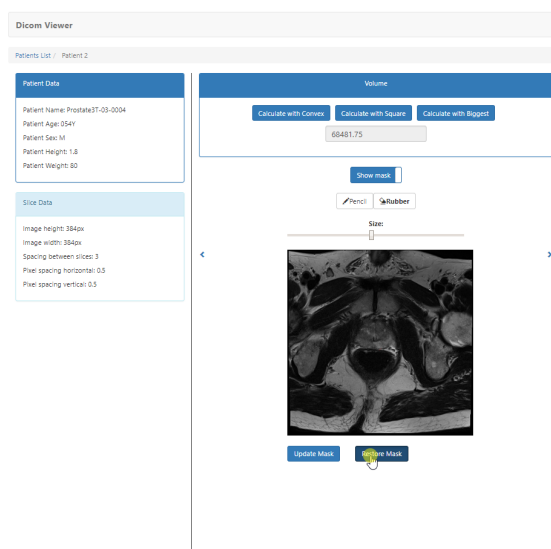 Dicom Viewer
Patients List / Patient 2
Patient Data
Patient Name: Prostate3T-03-0004
Patient Age: 054Y
Patient Sex: M
Patient Height: 1.8
Patient Weight: 80
Slice Data
Image height: 384px
Image width: 384px
Spacing between slices: 3
Pixel spacing horizontal: 0.5
Pixel spacing vertical: 0.5
Volume
Calculate with Convex Calculate with Square Calculate with Biggest
68481.75
Show mask
Pencil Rubber
Size:
Update Mask Restore Mask